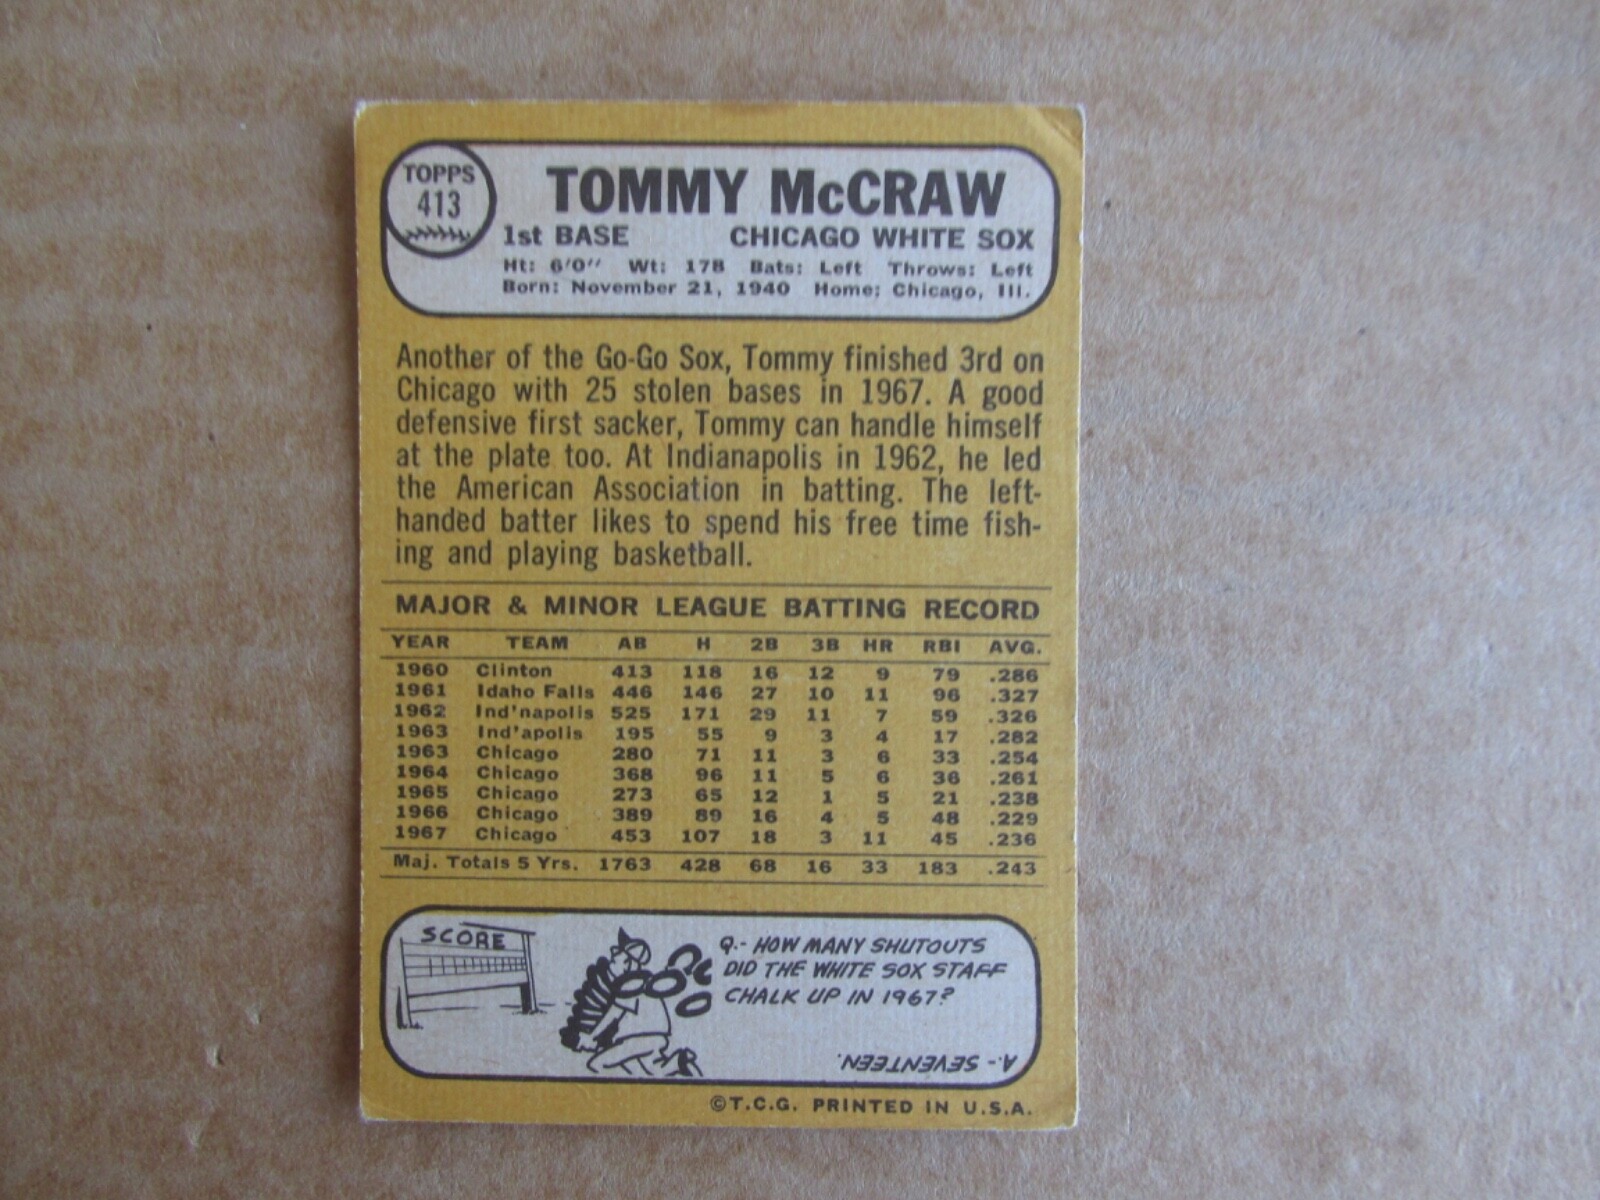 TOPPS
413
TOMMY McCRAW
1st BASE CHICAGO WHITE SOX
Ht: 6'0" Wt: 178 Bats: Left Throws: Left
Born: November 21, 1940 Home: Chicago, Ill.
Another of the Go-Go Sox, Tommy finished 3rd on
Chicago with 25 stolen bases in 1967. A good
defensive first sacker, Tommy can handle himself
at the plate too. At Indianapolis in 1962, he led
the American Association in batting. The left-
handed batter likes to spend his free time fish-
ing and playing basketball.
MAJOR & MINOR LEAGUE BATTING RECORD
YEAR TEAM AB H 2B 3B HR RBI AVG.
1960 Clinton 413 118 16 12 9 79 .286
1961 Idaho Falls 446 146 27 10 11 96 .327
1962 Ind'napolis 525 171 29 11 7 59 .326
1963 Ind'apolis 195 55 9 3 4 17 .282
1963 Chicago 280 71 11 3 6 33 .254
1964 Chicago 368 96 11 5 6 36 .261
1965 Chicago 273 65 12 1 5 21 .238
1966 Chicago 389 89 16 4 5 48 .229
1967 Chicago 453 107 18 3 11 45 .236
Maj. Totals 5 Yrs. 1763 428 68 16 33 183 .243
SCORE
Q.- HOW MANY SHUTOUTS
DID THE WHITE SOX STAFF
CHALK UP IN 1967?
A.- SEVENTEEN.
©T.C.G. PRINTED IN U.S.A.